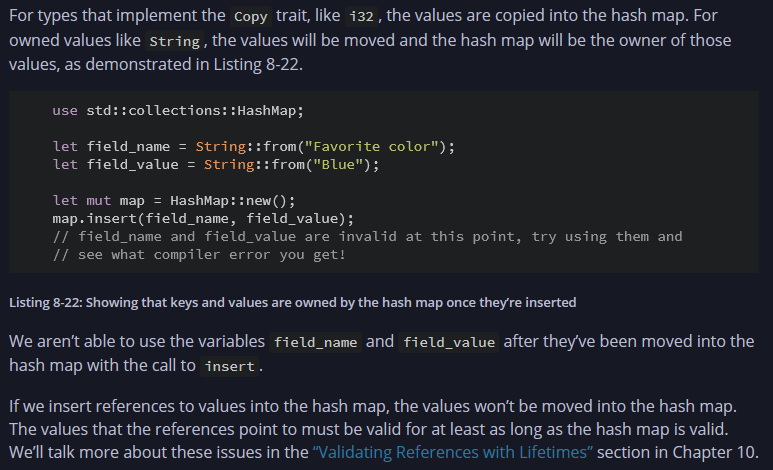 For types that implement the Copy trait, like i32, the values are copied into the hash map. For
owned values like String, the values will be moved and the hash map will be the owner of those
values, as demonstrated in Listing 8-22.
use std::collections::HashMap;
let field_name = String::from("Favorite color");
let field_value = String::from("Blue");
let mut map = HashMap::new();
map.insert(field_name, field_value);
// field_name and field_value are invalid at this point, try using them and
// see what compiler error you get!
Listing 8-22: Showing that keys and values are owned by the hash map once they’re inserted
We aren’t able to use the variables field_name and field_value after they’ve been moved into the
hash map with the call to insert.
If we insert references to values into the hash map, the values won’t be moved into the hash map.
The values that the references point to must be valid for at least as long as the hash map is valid.
We’ll talk more about these issues in the “Validating References with Lifetimes” section in Chapter 10.